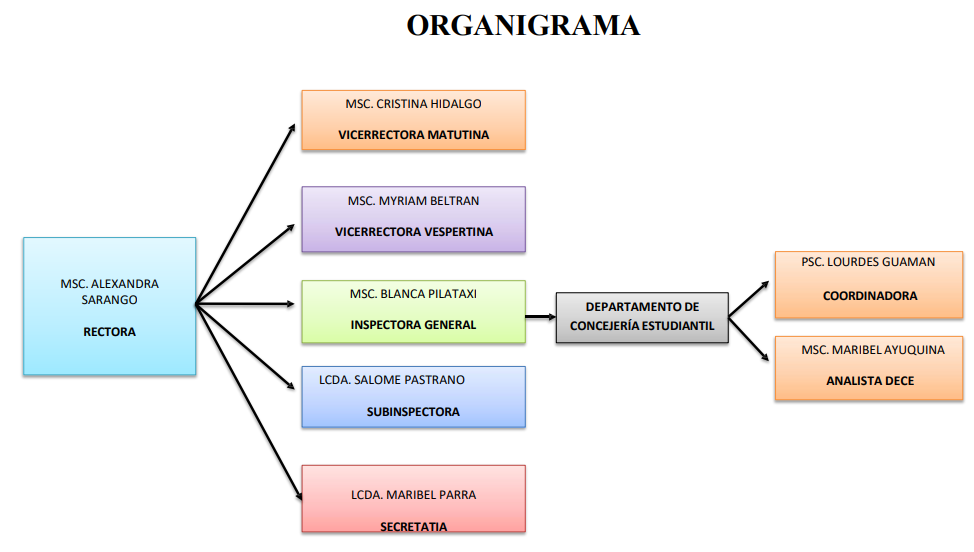 ORGANIGRAMA
MSC. ALEXANDRA
SARANGO
RECTORA
MSC. CRISTINA HIDALGO
VICERRECTORA MATUTINA
MSC. MYRIAM BELTRAN
VICERRECTORA VESPERTINA
MSC. BLANCA PILATAXI
INSPECTORA GENERAL
LCDA. SALOME PASTRANO
SUBINSPECTORA
LCDA. MARIBEL PARRA
SECRETATIA
DEPARTAMENTO DE
CONCEJERÍA ESTUDIANTIL
PSC. LOURDES GUAMAN
COORDINADORA
MSC. MARIBEL AYUQUINA
ANALISTA DECE